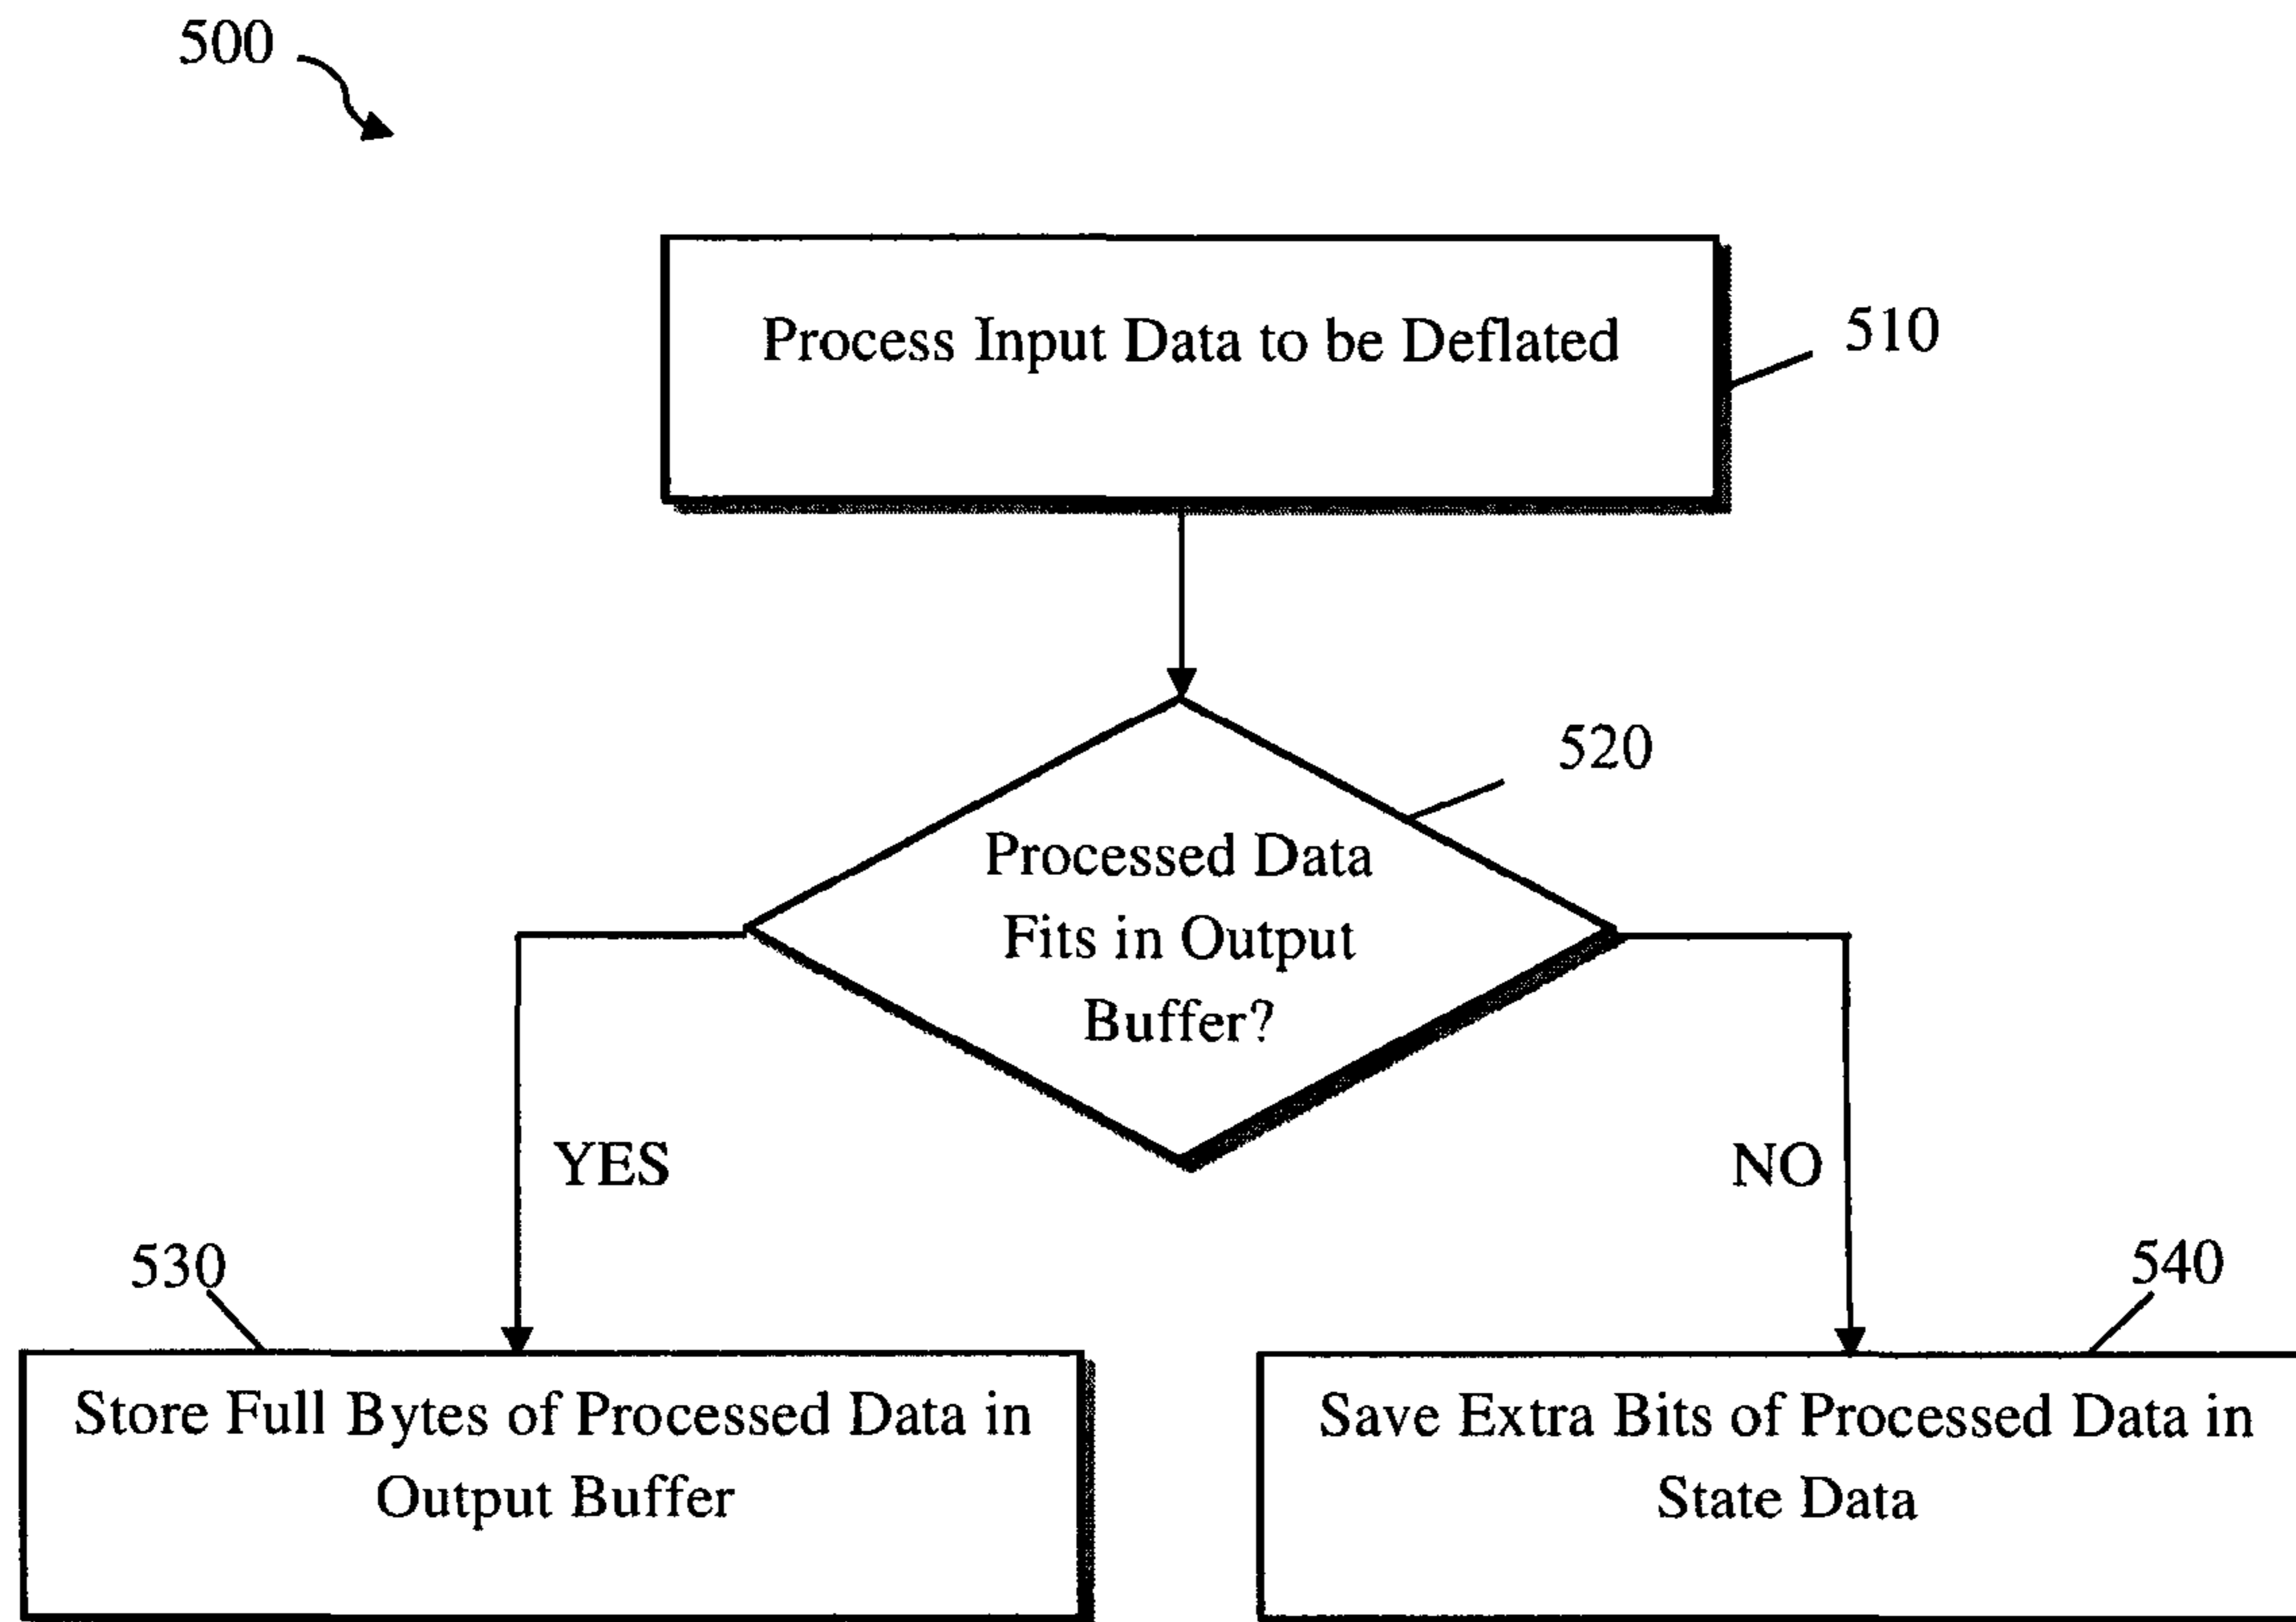 500
Process Input Data to be Deflated
510
520
Processed Data
Fits in Output
Buffer?
YES
NO
530
540
Store Full Bytes of Processed Data in
Output Buffer
Save Extra Bits of Processed Data in
State Data